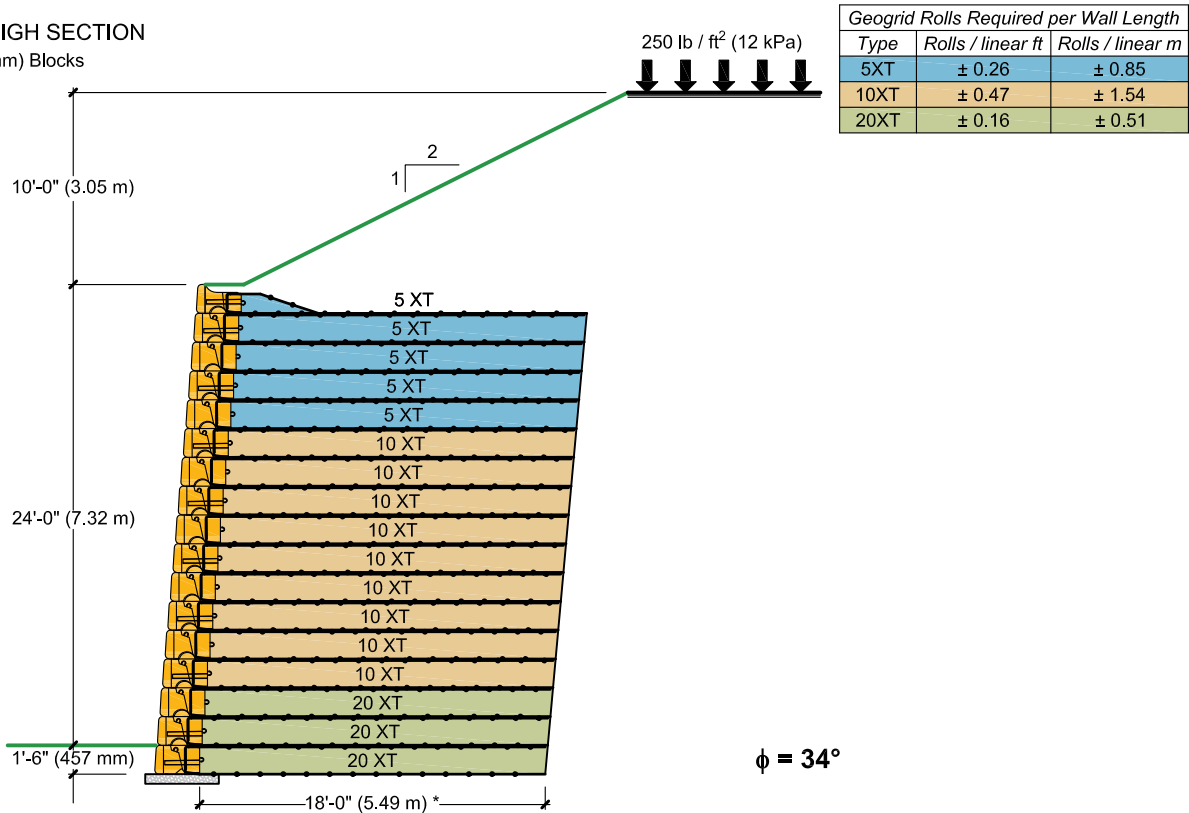 IGH SECTION
m) Blocks
250 lb / ft² (12 kPa)
Geogrid Rolls Required per Wall Length
Type Rolls / linear ft Rolls / linear m
5XT ± 0.26 ± 0.85
10XT ± 0.47 ± 1.54
20XT ± 0.16 ± 0.51
2
1
10'-0" (3.05 m)
5 XT
5 XT
5 XT
5 XT
5 XT
10 XT
10 XT
10 XT
24'-0" (7.32 m)
10 XT
10 XT
10 XT
10 XT
10 XT
10 XT
20 XT
20 XT
1'-6" (457 mm)
20 XT
ϕ = 34°
18'-0" (5.49 m) *